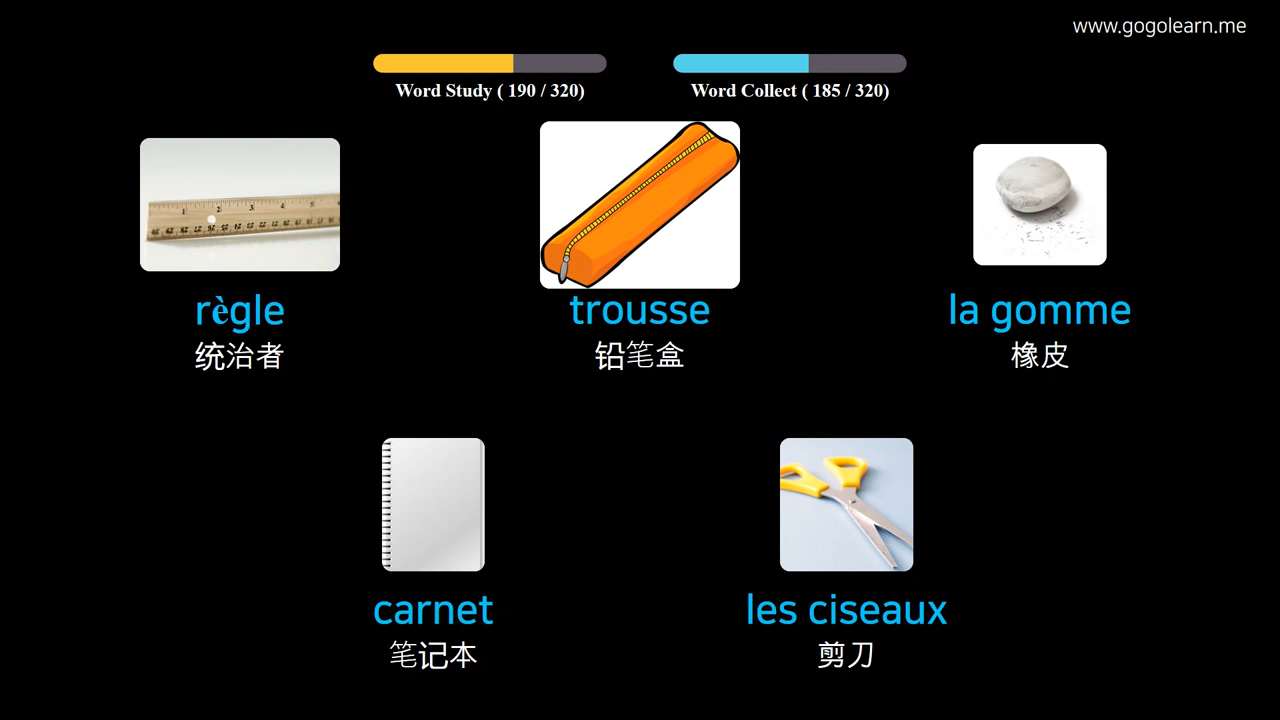 www.gogolearn.me
Word Study ( 190 / 320)
Word Collect ( 185 / 320)
règle
统治者
trousse
铅笔盒
la gomme
橡皮
carnet
笔记本
les ciseaux
剪刀